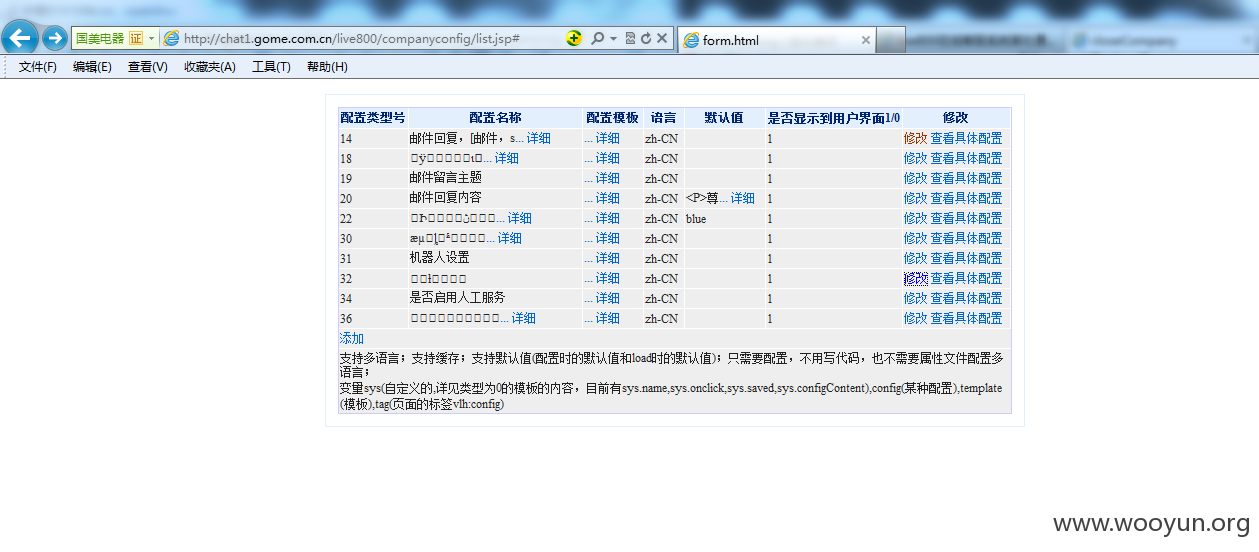 国美电器 证 http://chat1.gome.com.cn/live800/companyconfig/list.jsp# form.html
文件(F) 编辑(E) 查看(V) 收藏夹(A) 工具(T) 帮助(H)
配置类型号 配置名称 配置模板 语言 默认值 是否显示到用户界面1/0 修改
14 邮件回复，[邮件，s... 详细 ... 详细 zh-CN 1 修改 查看具体配置
18 ... 详细 ... 详细 zh-CN 1 修改 查看具体配置
19 邮件留言主题 ... 详细 zh-CN 1 修改 查看具体配置
20 邮件回复内容 ... 详细 zh-CN <P>尊... 详细 1 修改 查看具体配置
22 ... 详细 ... 详细 zh-CN blue 1 修改 查看具体配置
30 ... 详细 ... 详细 zh-CN 1 修改 查看具体配置
31 机器人设置 ... 详细 zh-CN 1 修改 查看具体配置
32 ... 详细 zh-CN 1 修改 查看具体配置
34 是否启用人工服务 ... 详细 zh-CN 1 修改 查看具体配置
36 ... 详细 ... 详细 zh-CN 1 修改 查看具体配置
添加
支持多语言；支持缓存；支持默认值(配置时的默认值和load时的默认值)；只需要配置，不用写代码，也不需要属性文件配置多
语言；
变量sys(自定义的,详见类型为0的模板的内容，目前有sys.name,sys.onclick,sys.saved,sys.configContent),config(某种配置),template
(模板),tag(页面的标签vlh:config)
www.wooyun.org